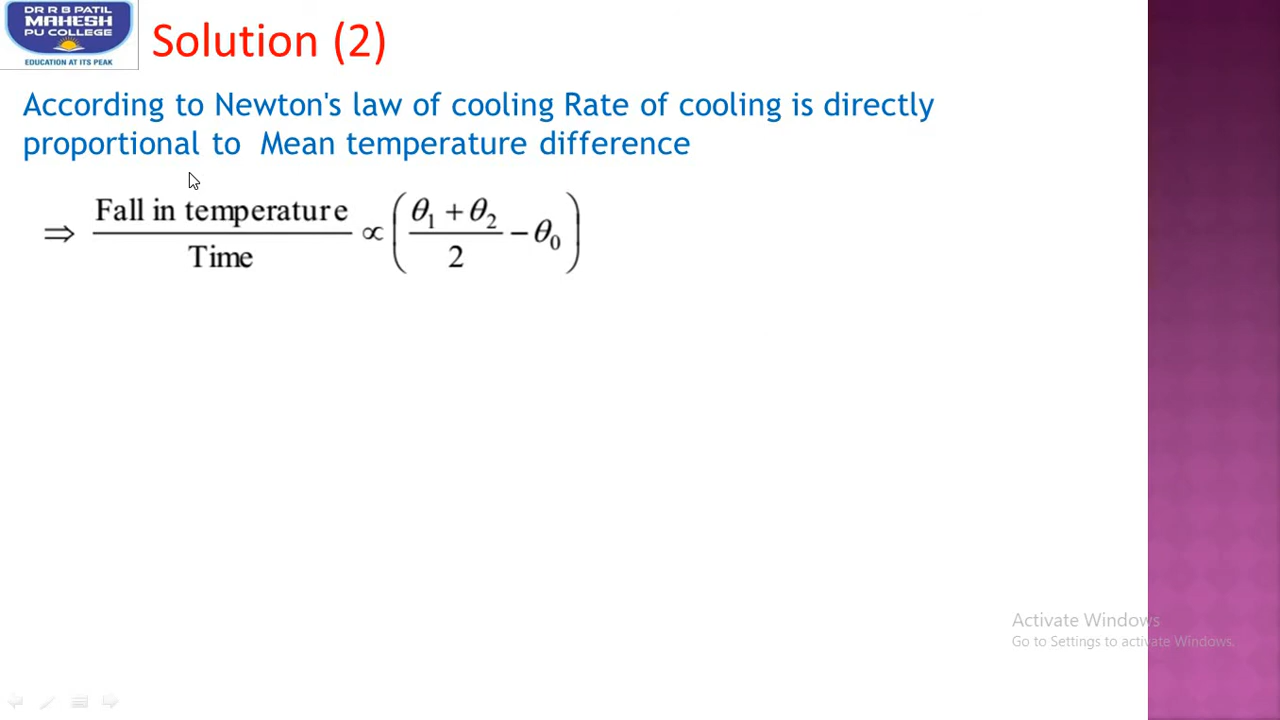 DR R B PATIL
MAHESH
PU COLLEGE
EDUCATION AT ITS PEAK
Solution (2)
According to Newton's law of cooling Rate of cooling is directly
proportional to Mean temperature difference
⇒ Fall in temperature / Time ∝ ( (θ₁ + θ₂) / 2 − θ₀ )
Activate Windows
Go to Settings to activate Windows.